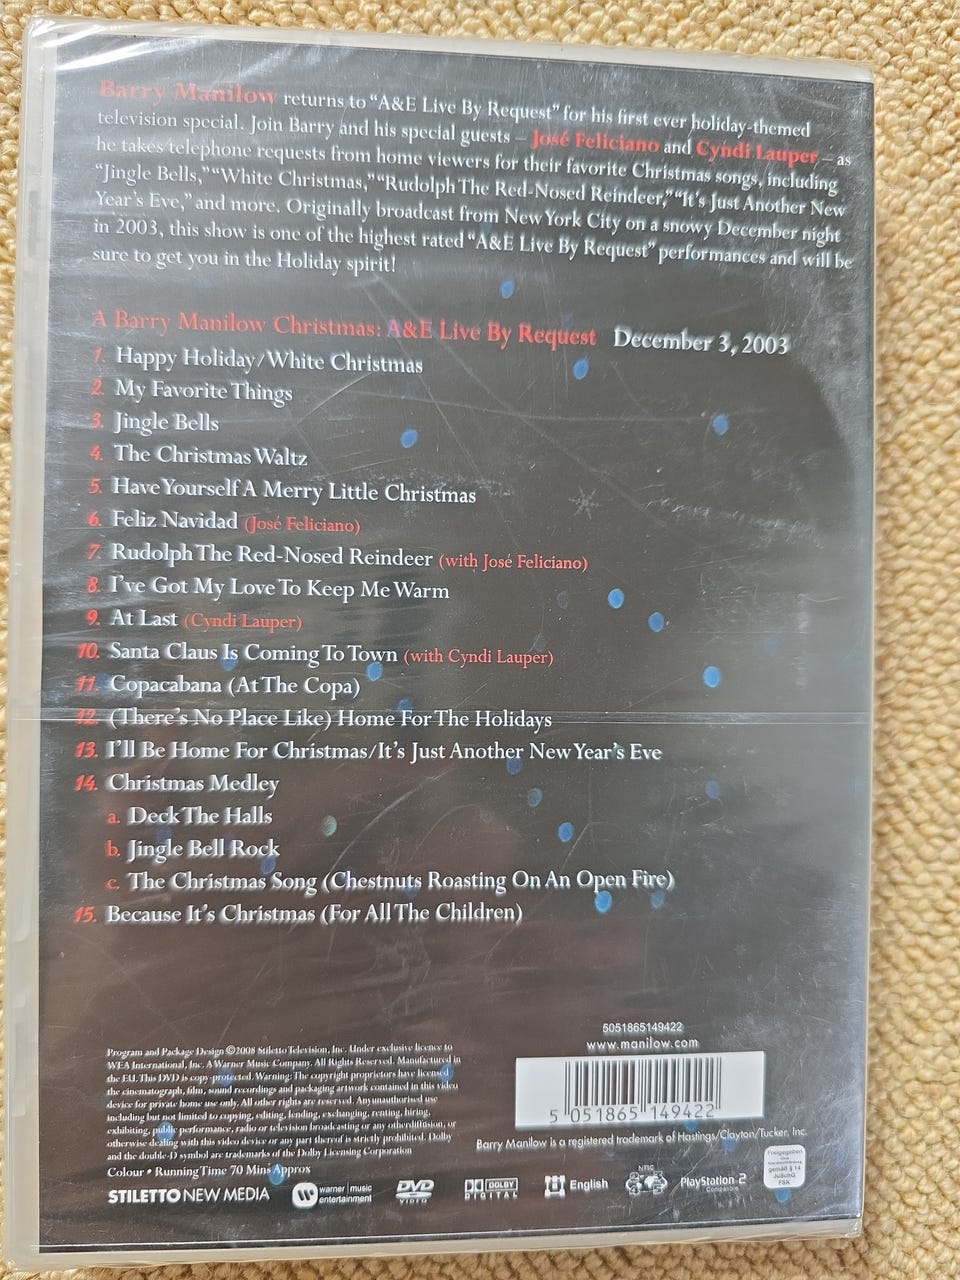 Barry Manilow returns to “A&E Live By Request” for his first ever holiday-themed
television special. Join Barry and his special guests – José Feliciano and Cyndi Lauper – as
he takes telephone requests from home viewers for their favorite Christmas songs, including
“Jingle Bells,” “White Christmas,” “Rudolph The Red-Nosed Reindeer,” “It’s Just Another New
Year’s Eve,” and more. Originally broadcast from New York City on a snowy December night
in 2003, this show is one of the highest rated “A&E Live By Request” performances and will be
sure to get you in the Holiday spirit!
A Barry Manilow Christmas: A&E Live By Request December 3, 2003
1. Happy Holiday/White Christmas
2. My Favorite Things
3. Jingle Bells
4. The Christmas Waltz
5. Have Yourself A Merry Little Christmas
6. Feliz Navidad (José Feliciano)
7. Rudolph The Red-Nosed Reindeer (with José Feliciano)
8. I’ve Got My Love To Keep Me Warm
9. At Last (Cyndi Lauper)
10. Santa Claus Is Coming To Town (with Cyndi Lauper)
11. Copacabana (At The Copa)
12. (There’s No Place Like) Home For The Holidays
13. I’ll Be Home For Christmas/It’s Just Another New Year’s Eve
14. Christmas Medley
a. Deck The Halls
b. Jingle Bell Rock
c. The Christmas Song (Chestnuts Roasting On An Open Fire)
15. Because It’s Christmas (For All The Children)
5051865149422
www.manilow.com
5 051865 149422
Barry Manilow is a registered trademark of Hastings/Clayton/Tucker, Inc.
Program and Package Design ©2008 Stiletto Television, Inc. Under exclusive licence to
WEA International, Inc. A Warner Music Company. All Rights Reserved. Manufactured in
the EU. This DVD is copy protected. Warning: The copyright proprietors have licensed
the cinematograph, film, sound recordings and packaging artwork contained in this video
device for private home use only. All other rights are reserved. Any unauthorised use
including but not limited to copying, editing, lending, exchanging, renting, hiring,
exhibiting, public performance, radio or television broadcasting or any other diffusion, or
otherwise dealing with this video device or any part thereof is strictly prohibited. Dolby
and the double-D symbol are trademarks of the Dolby Licensing Corporation
Colour • Running Time 70 Mins Approx
STILETTO NEW MEDIA
warner music
entertainment
DVD
VIDEO
DOLBY
DIGITAL
English
NTSC
PlayStation 2
Compatible
Freigegeben
gemäß § 14
JuSchG
FSK